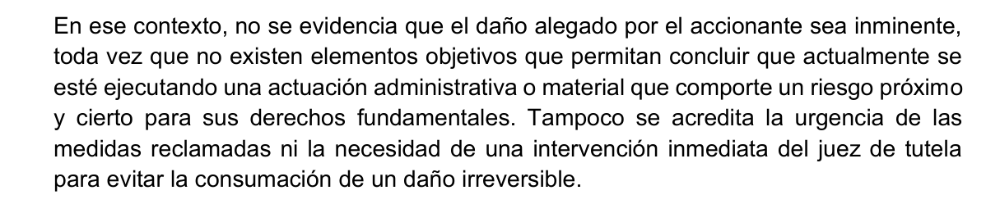 En ese contexto, no se evidencia que el daño alegado por el accionante sea inminente,
toda vez que no existen elementos objetivos que permitan concluir que actualmente se
esté ejecutando una actuación administrativa o material que comporte un riesgo próximo
y cierto para sus derechos fundamentales. Tampoco se acredita la urgencia de las
medidas reclamadas ni la necesidad de una intervención inmediata del juez de tutela
para evitar la consumación de un daño irreversible.